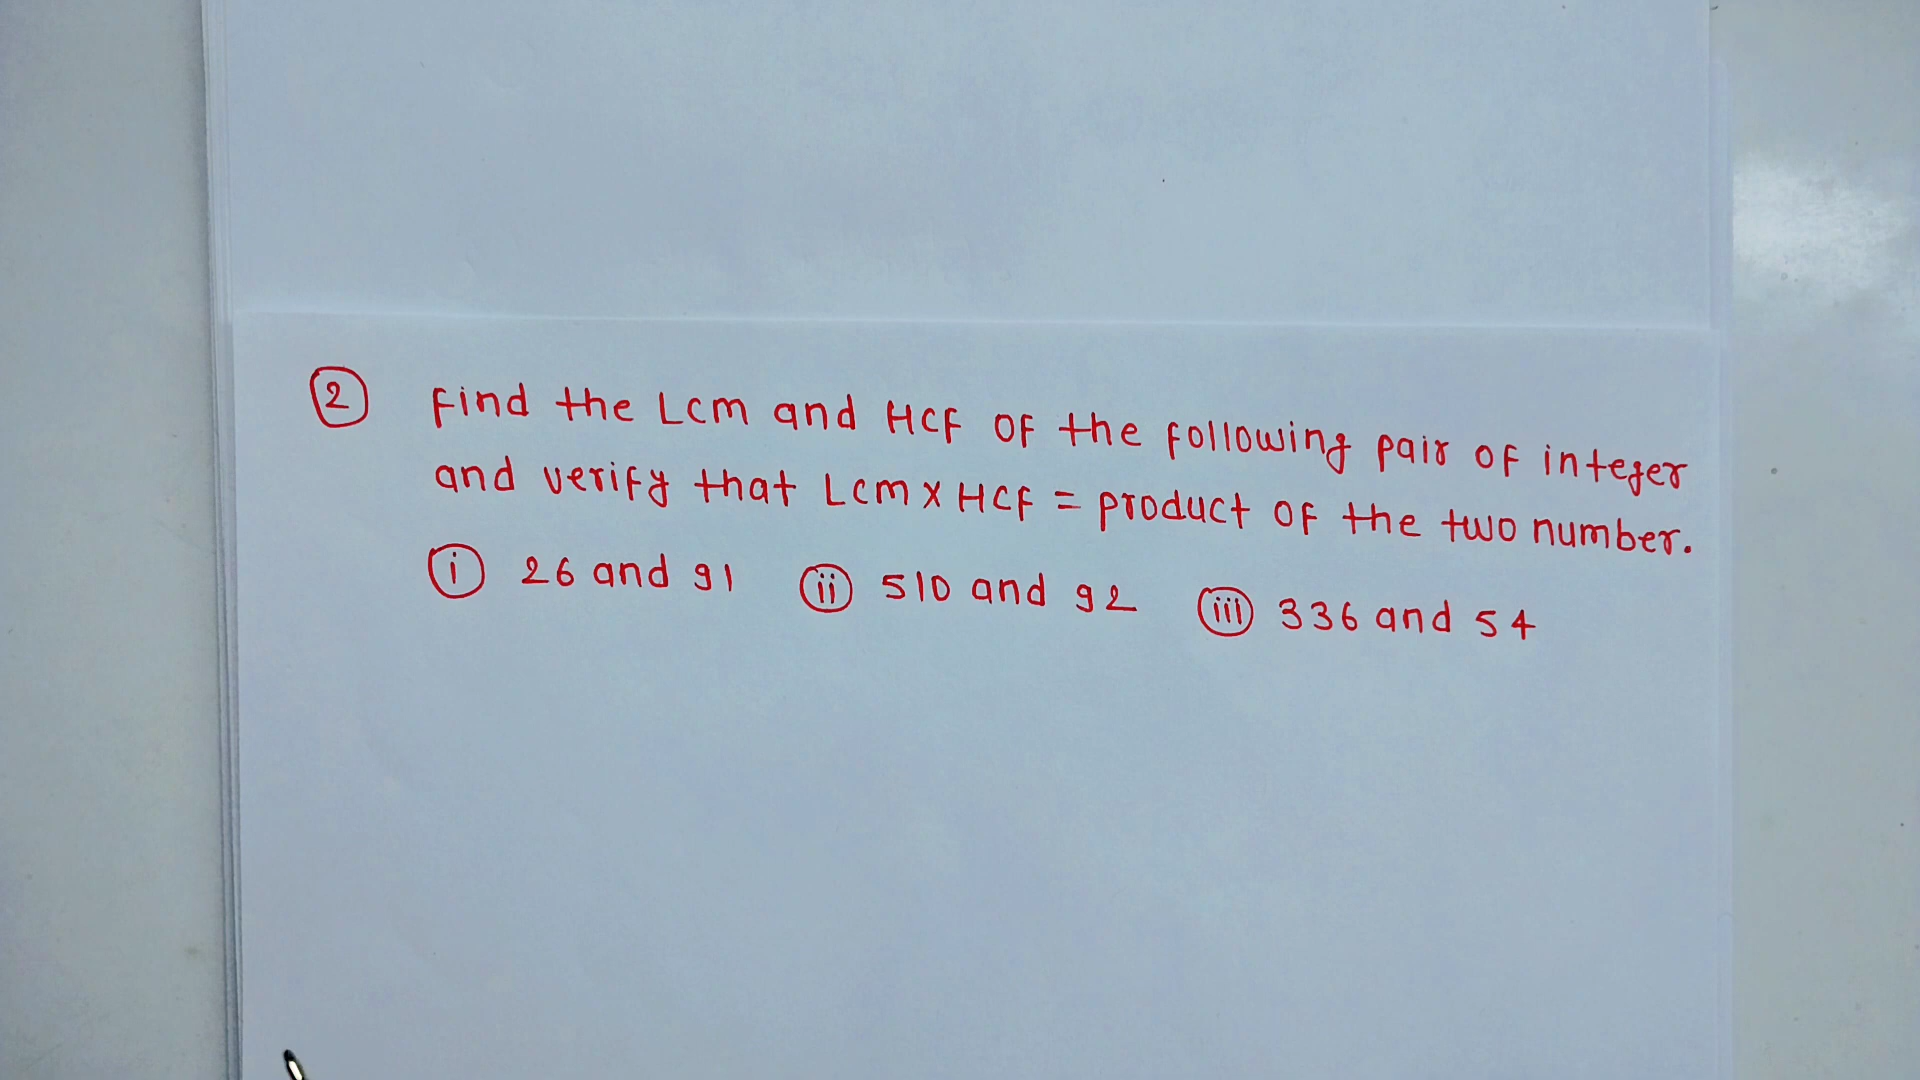 ② Find the Lcm and HCF OF the following pair of integer
and verify that Lcm x HCF = product of the two number.
ⓘ 26 and 91 ⓘⓘ 510 and 92 ⓘⓘⓘ 336 and 54